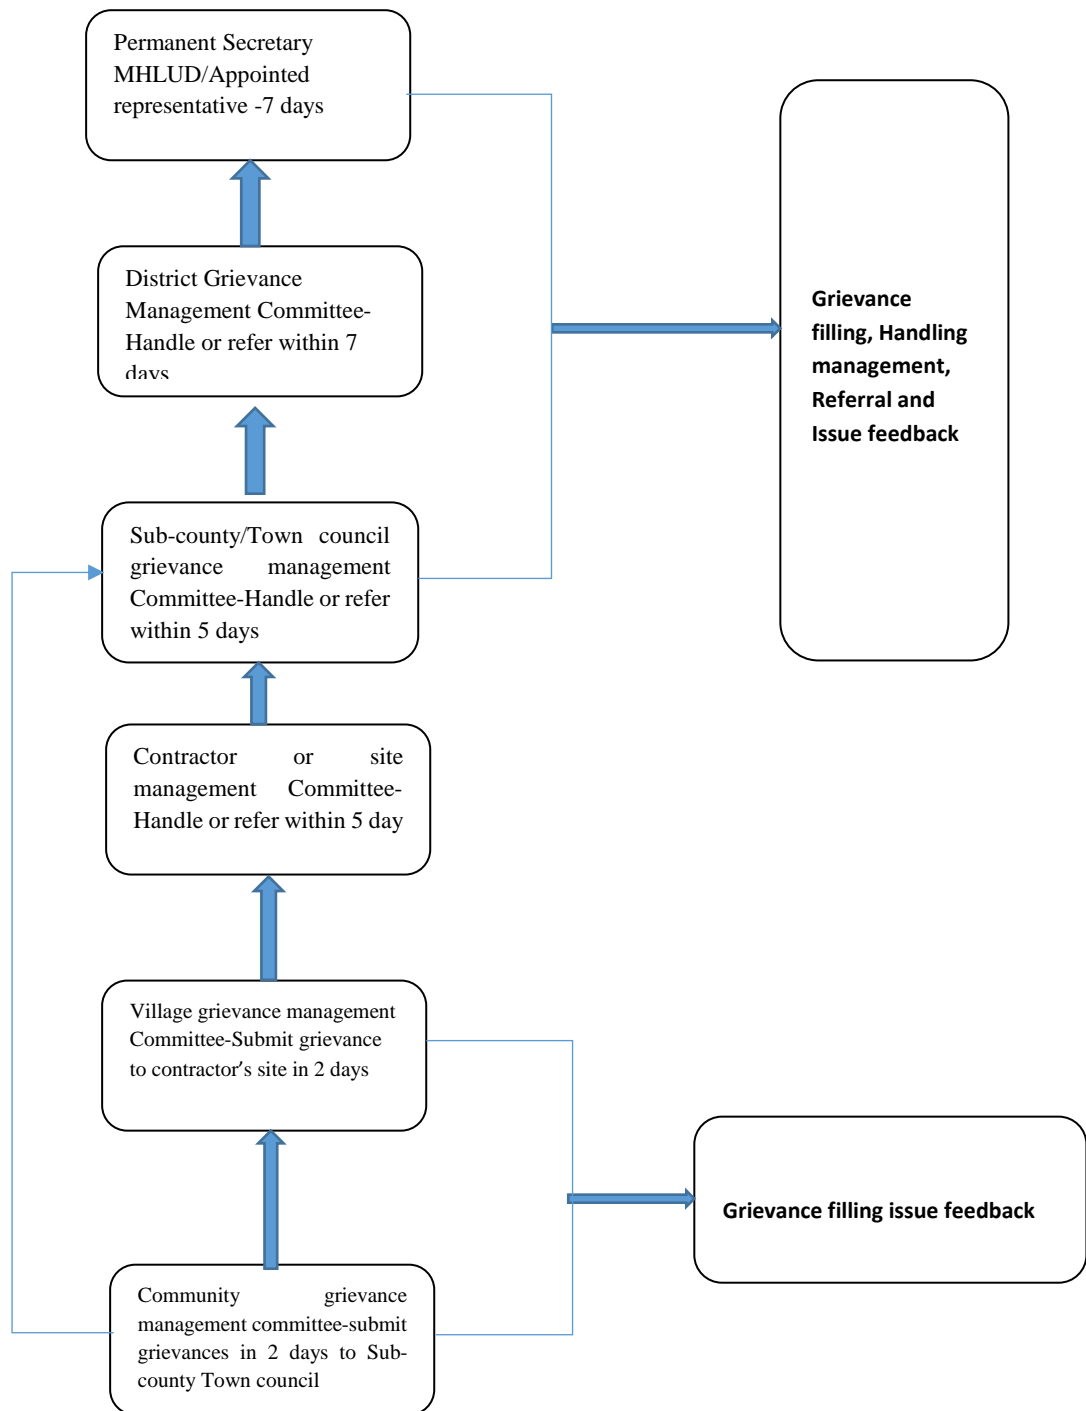 Permanent Secretary
MHLUD/Appointed
representative -7 days
District Grievance
Management Committee-
Handle or refer within 7
days
Grievance
filling, Handling
management,
Referral and
Issue feedback
Sub-county/Town council
grievance management
Committee-Handle or refer
within 5 days
Contractor or site
management Committee-
Handle or refer within 5 day
Village grievance management
Committee-Submit grievance
to contractor's site in 2 days
Grievance filling issue feedback
Community grievance
management committee-submit
grievances in 2 days to Sub-
county Town council